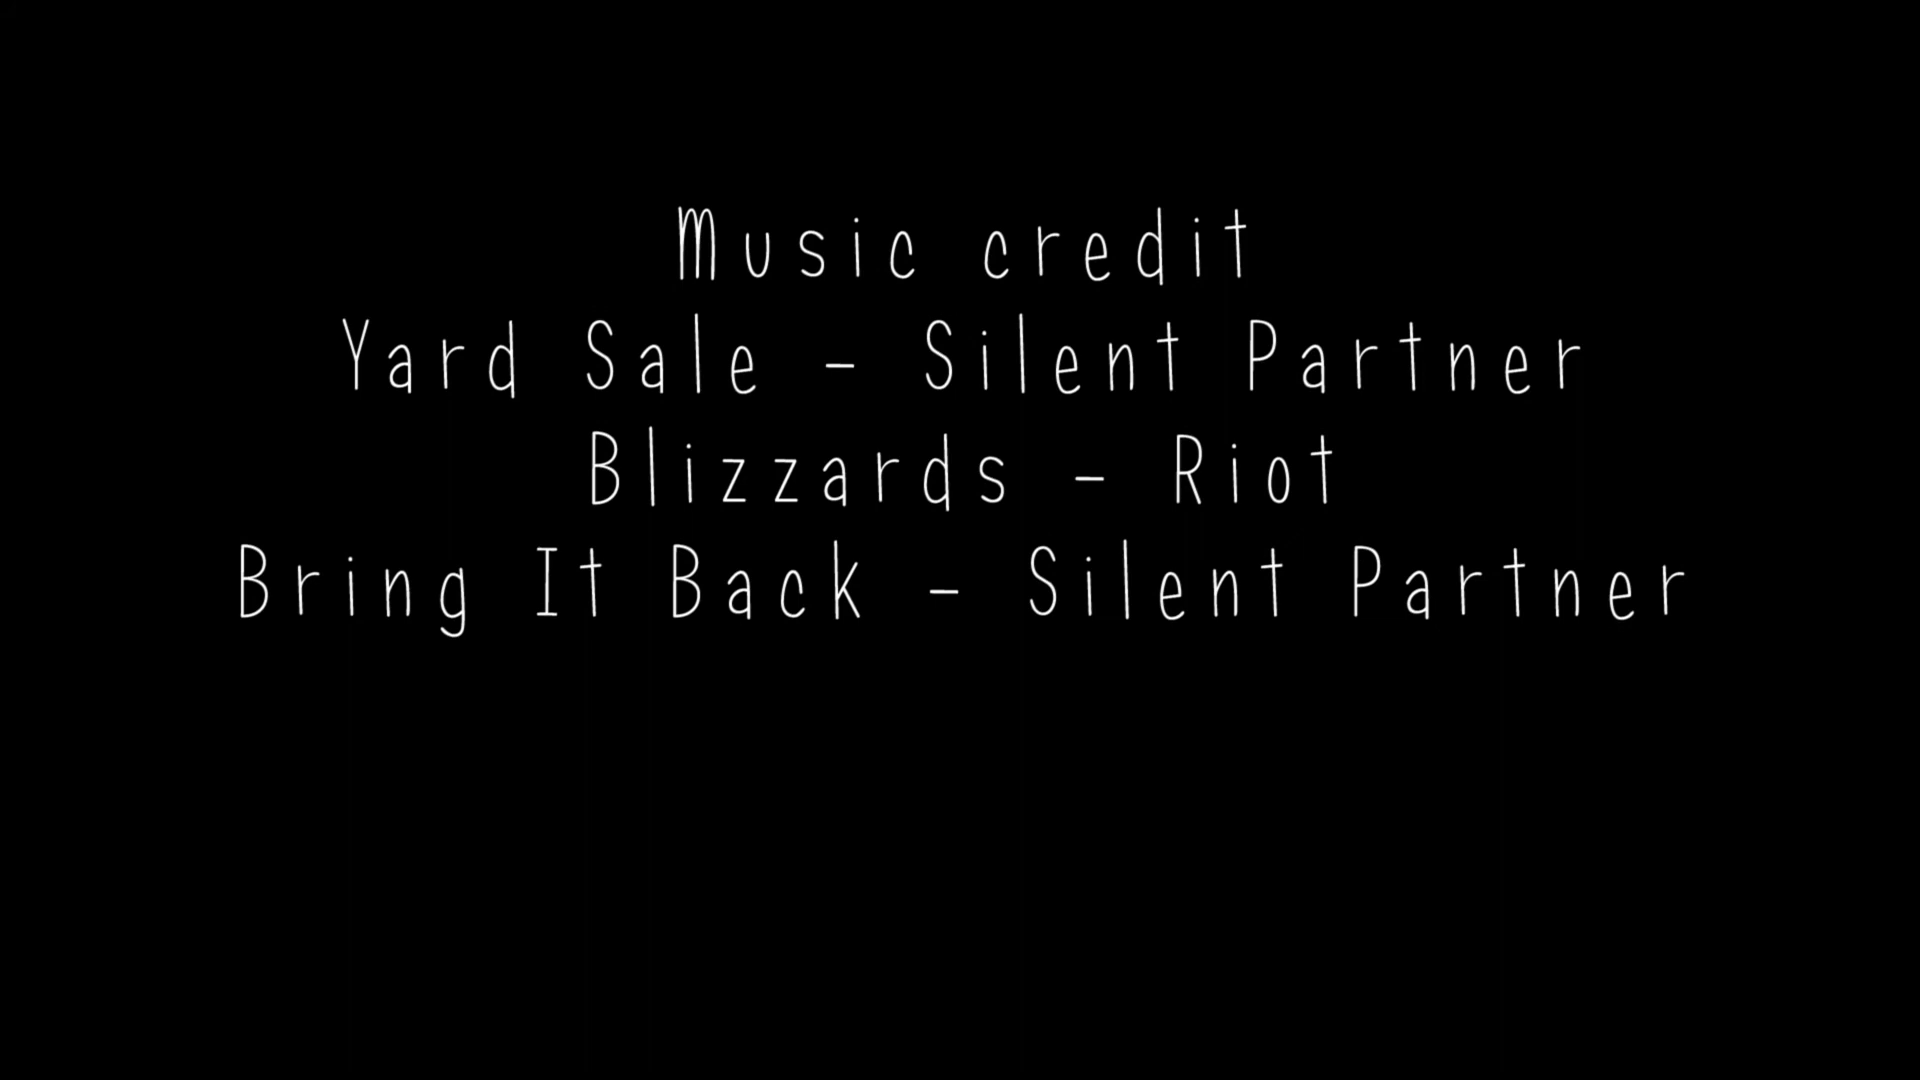 Music credit
Yard Sale - Silent Partner
Blizzards - Riot
Bring It Back - Silent Partner